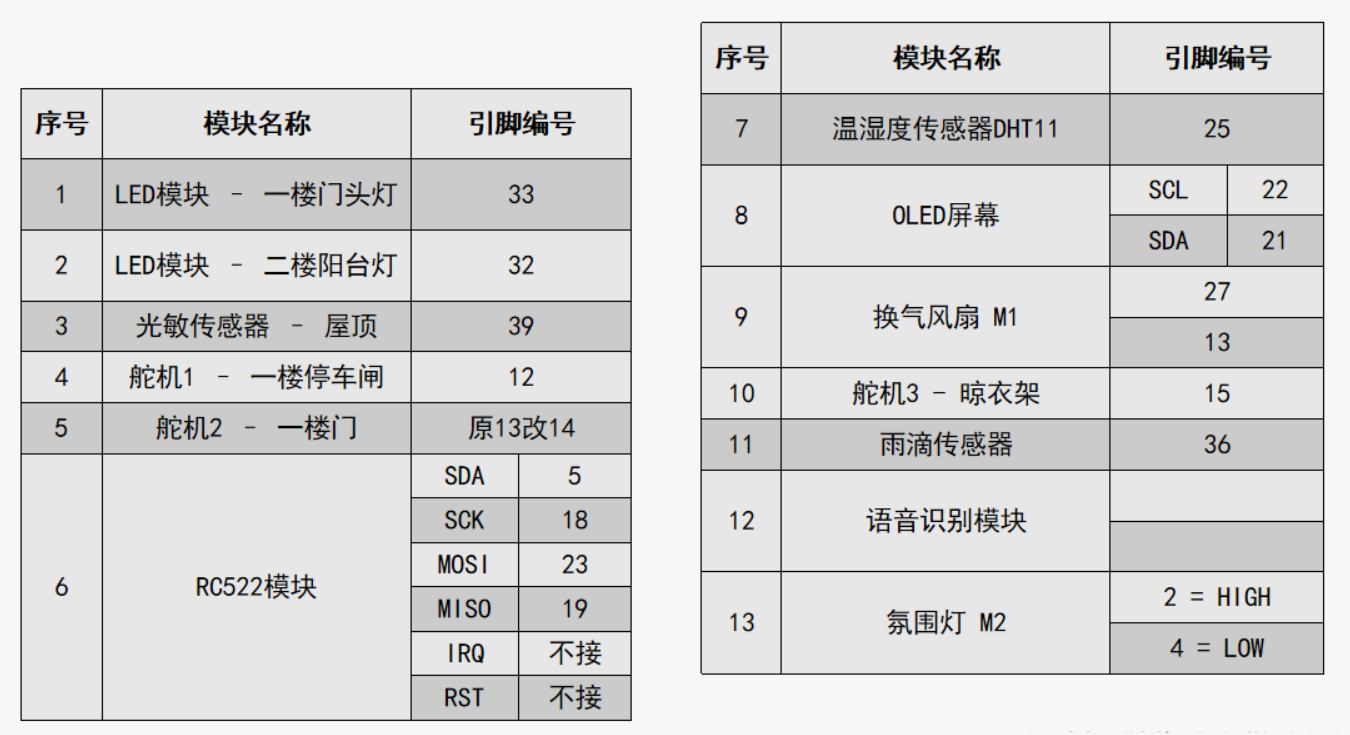 序号 模块名称 引脚编号
1 LED模块 - 一楼门头灯 33
2 LED模块 - 二楼阳台灯 32
3 光敏传感器 - 屋顶 39
4 舵机1 - 一楼停车闸 12
5 舵机2 - 一楼门 原13改14
6 RC522模块
SDA 5
SCK 18
MOSI 23
MISO 19
IRQ 不接
RST 不接
序号 模块名称 引脚编号
7 温湿度传感器DHT11 25
8 OLED屏幕
SCL 22
SDA 21
9 换气风扇 M1
27
13
10 舵机3 - 晾衣架 15
11 雨滴传感器 36
12 语音识别模块
13 氛围灯 M2
2 = HIGH
4 = LOW